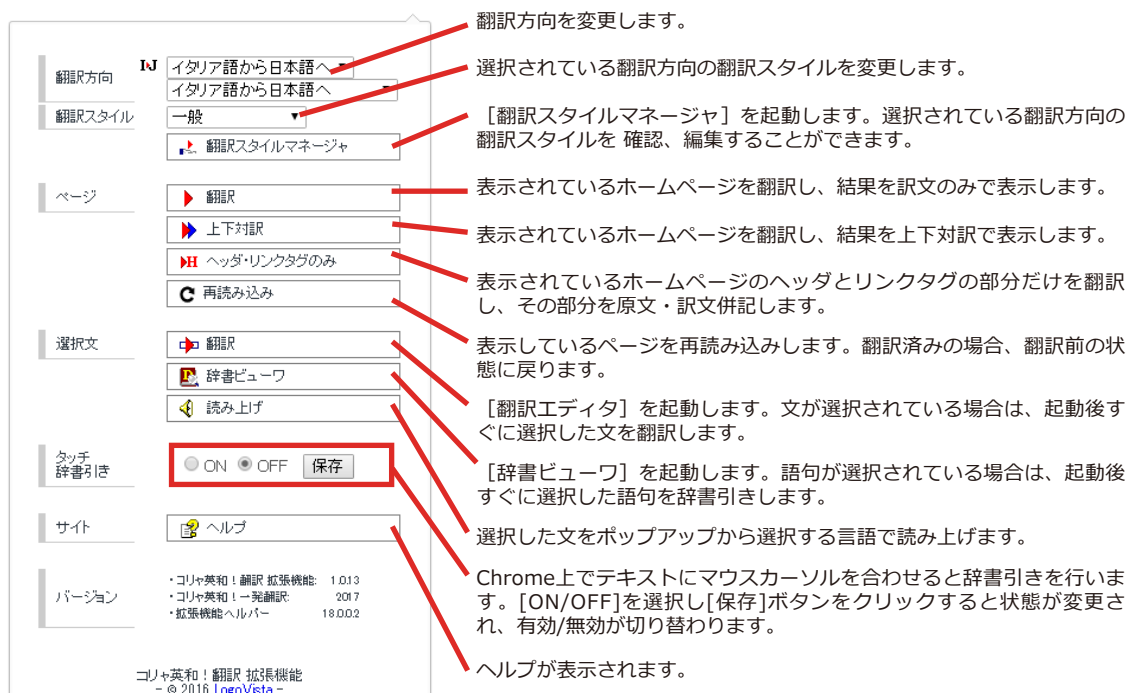 翻訳方向を変更します。
翻訳方向
I▸J
イタリア語から日本語へ
イタリア語から日本語へ
選択されている翻訳方向の翻訳スタイルを変更します。
翻訳スタイル
一般
翻訳スタイルマネージャ
［翻訳スタイルマネージャ］を起動します。選択されている翻訳方向の
翻訳スタイルを 確認、編集することができます。
ページ
翻訳
表示されているホームページを翻訳し、結果を訳文のみで表示します。
上下対訳
表示されているホームページを翻訳し、結果を上下対訳で表示します。
H ヘッダ・リンクタグのみ
表示されているホームページのヘッダとリンクタグの部分だけを翻訳
し、その部分を原文・訳文併記します。
再読み込み
表示しているページを再読み込みします。翻訳済みの場合、翻訳前の状
態に戻ります。
選択文
翻訳
［翻訳エディタ］を起動します。文が選択されている場合は、起動後す
ぐに選択した文を翻訳します。
辞書ビューワ
［辞書ビューワ］を起動します。語句が選択されている場合は、起動後
すぐに選択した語句を辞書引きします。
読み上げ
選択した文をポップアップから選択する言語で読み上げます。
タッチ
辞書引き
ON OFF 保存
Chrome上でテキストにマウスカーソルを合わせると辞書引きを行いま
す。[ON/OFF]を選択し[保存]ボタンをクリックすると状態が変更さ
れ、有効/無効が切り替わります。
サイト
ヘルプ
ヘルプが表示されます。
バージョン
・コリャ英和！翻訳 拡張機能: 1.0.13
・コリャ英和！一発翻訳: 2017
・拡張機能ヘルパー 18.0.0.2
コリャ英和！翻訳 拡張機能
- © 2016 LogoVista -